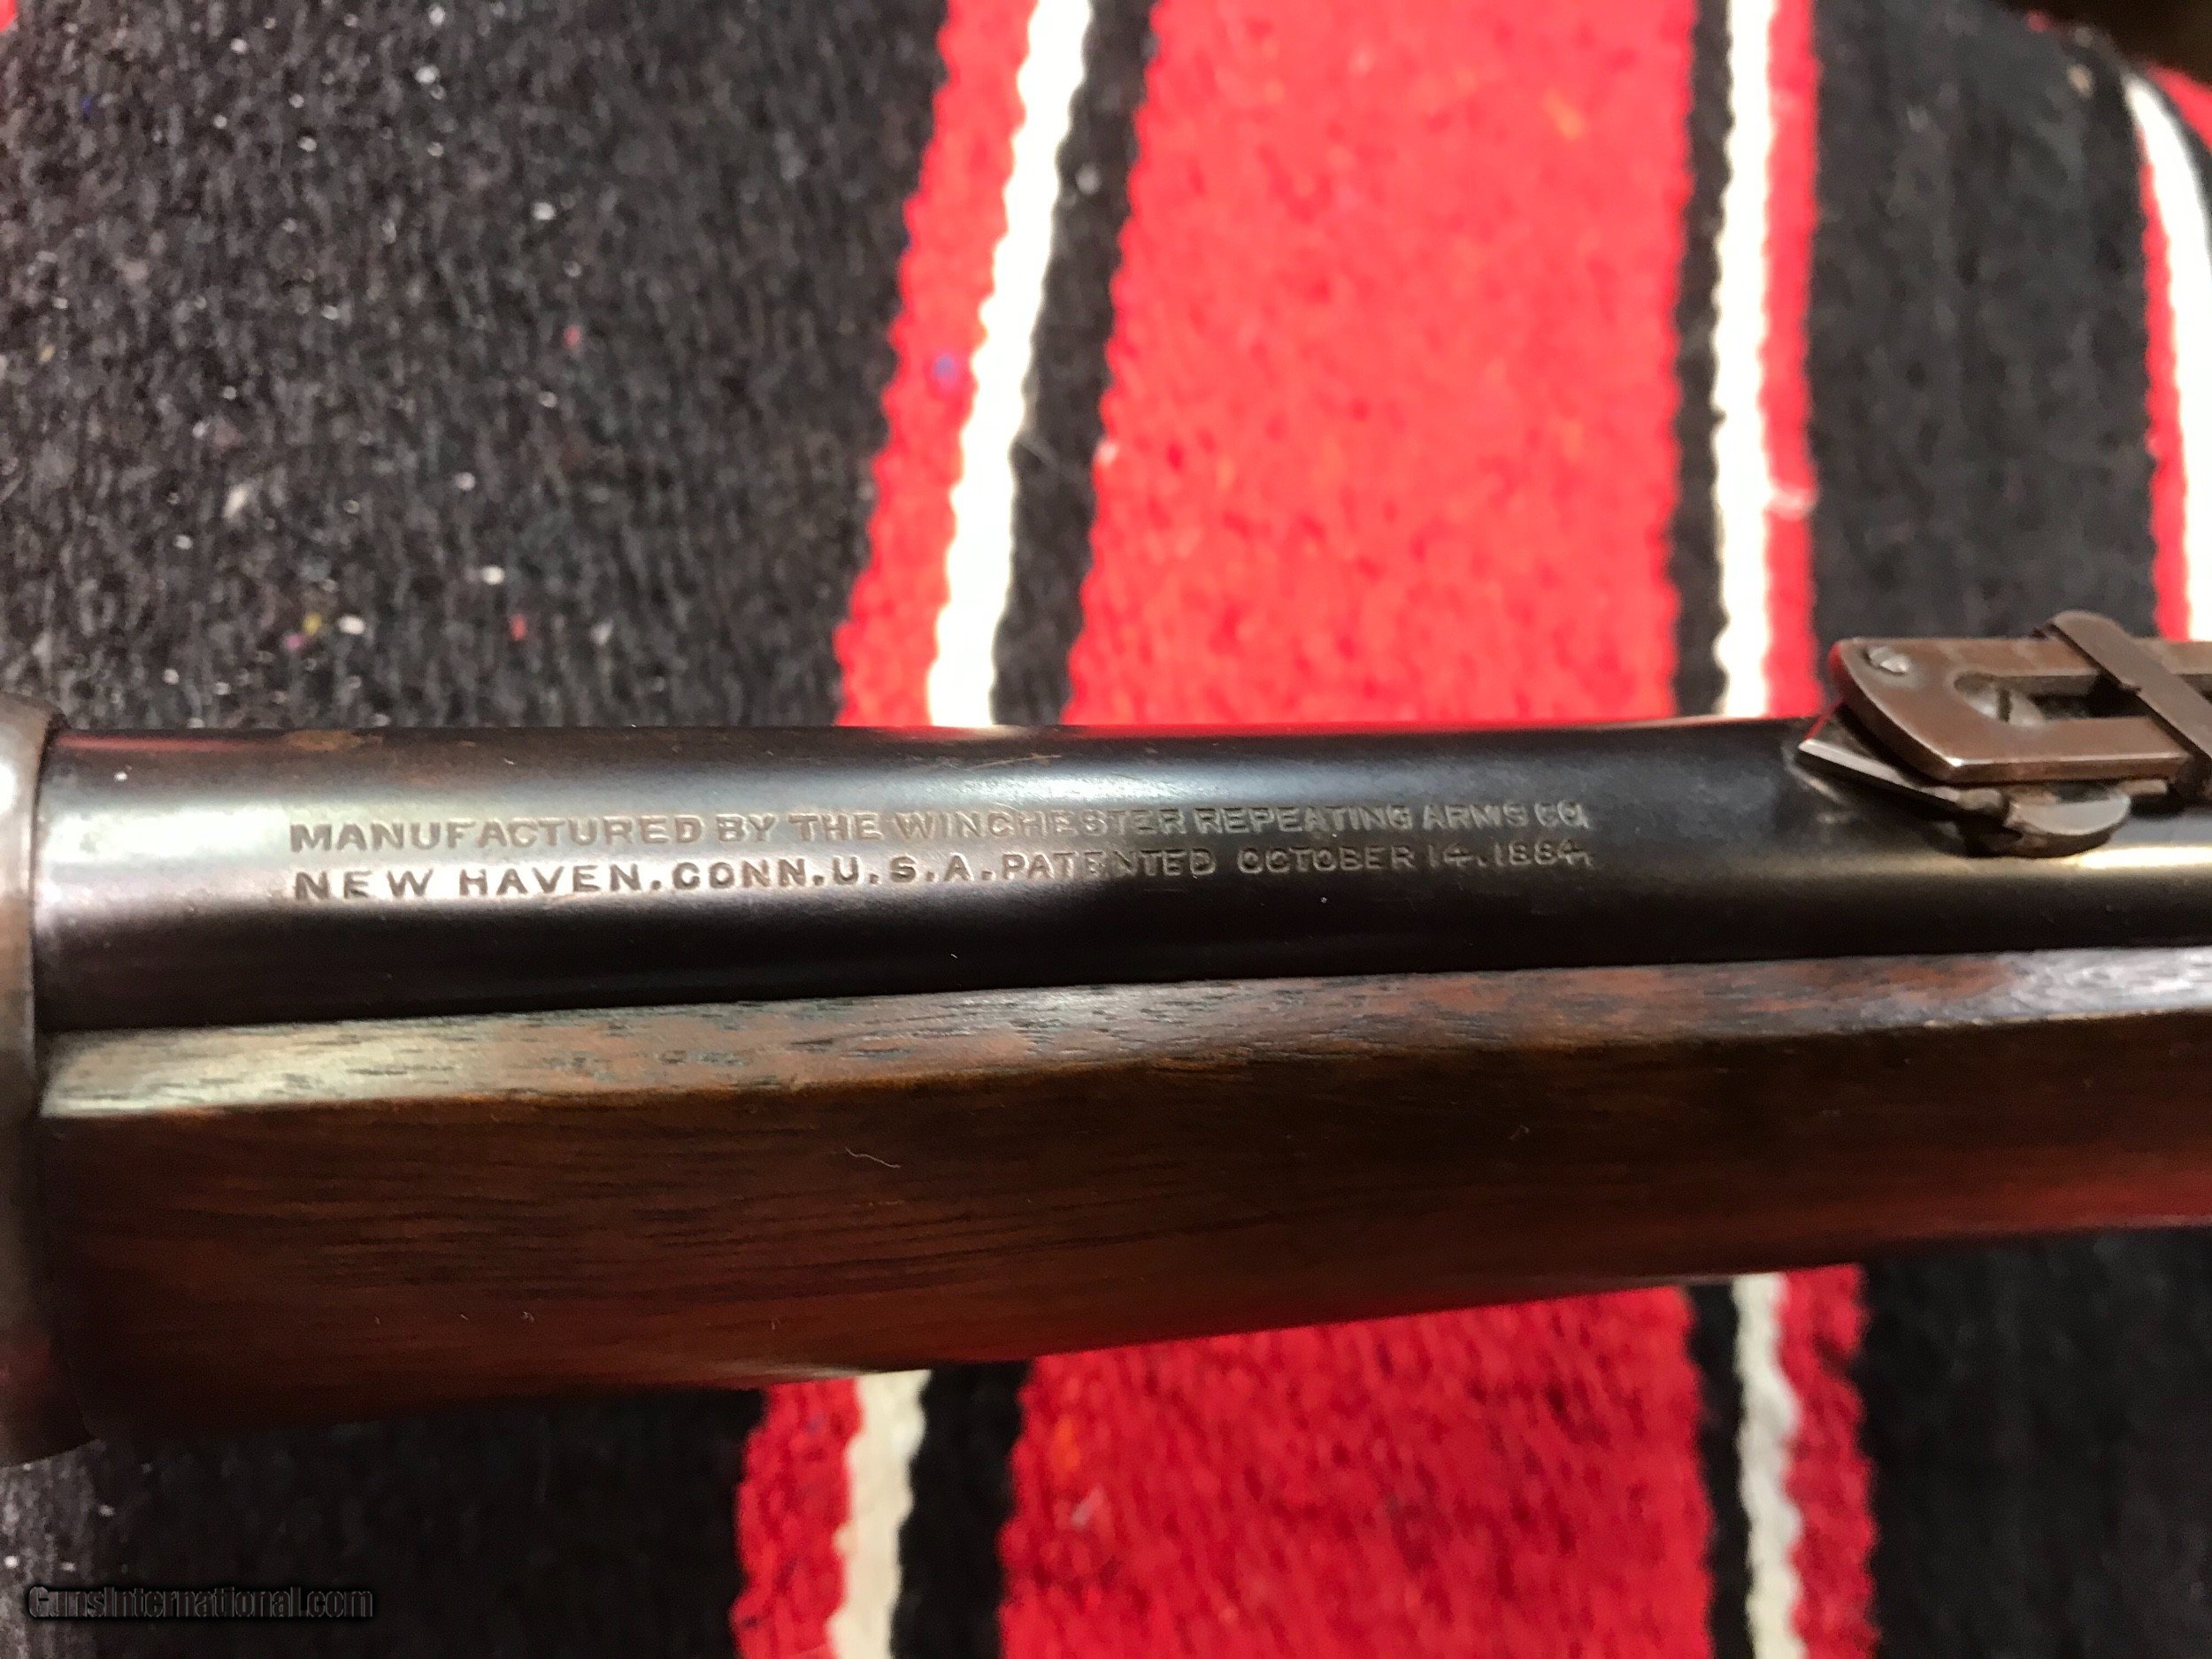 MANUFACTURED BY THE WINCHESTER REPEATING ARMS CO.
NEW HAVEN. CONN. U. S. A. PATENTED OCTOBER 14. 1884.
GunsInternational.com